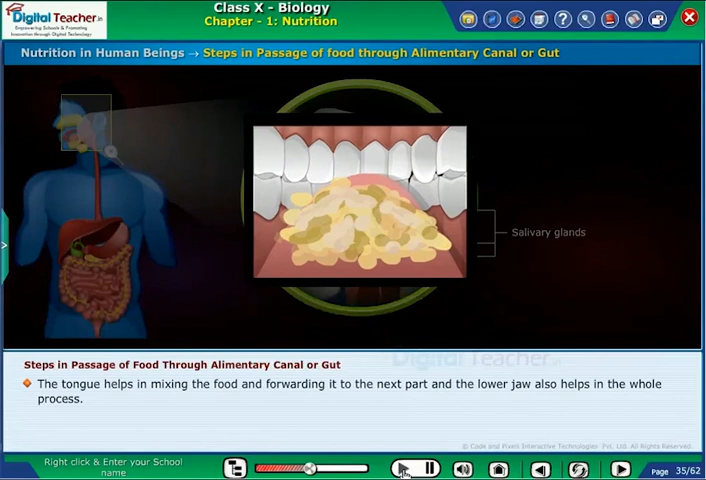 Digital Teacher.in
Empowering Schools & Promoting
Innovation through Digital Technology
Class X - Biology
Chapter - 1: Nutrition
Nutrition in Human Beings → Steps in Passage of food through Alimentary Canal or Gut
Salivary glands
Digital Teacher.in
Steps in Passage of Food Through Alimentary Canal or Gut
The tongue helps in mixing the food and forwarding it to the next part and the lower jaw also helps in the whole
process.
© Code and Pixels Interactive Technologies Pvt. Ltd. All Rights Reserved.
Right click & Enter your School
name
Page 35/62